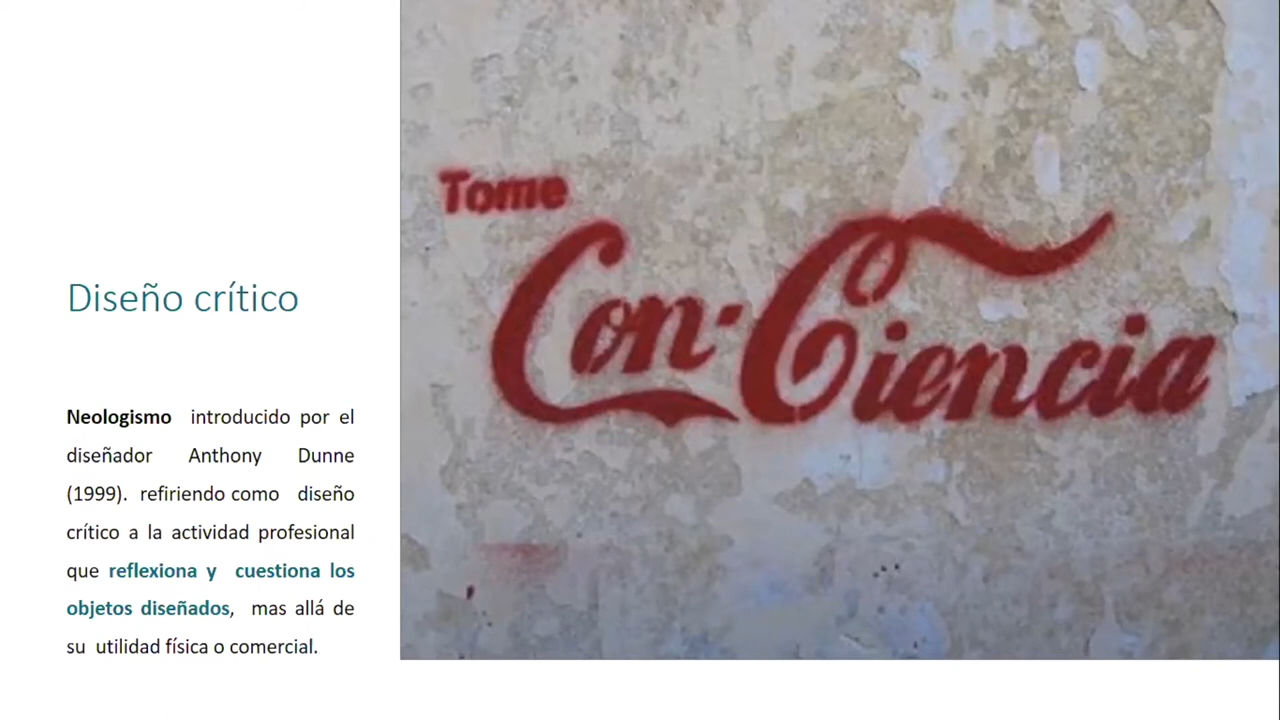 Diseño crítico
Neologismo introducido por el
diseñador Anthony Dunne
(1999). refiriendo como diseño
crítico a la actividad profesional
que reflexiona y cuestiona los
objetos diseñados, mas allá de
su utilidad física o comercial.
Tome
Con·Ciencia